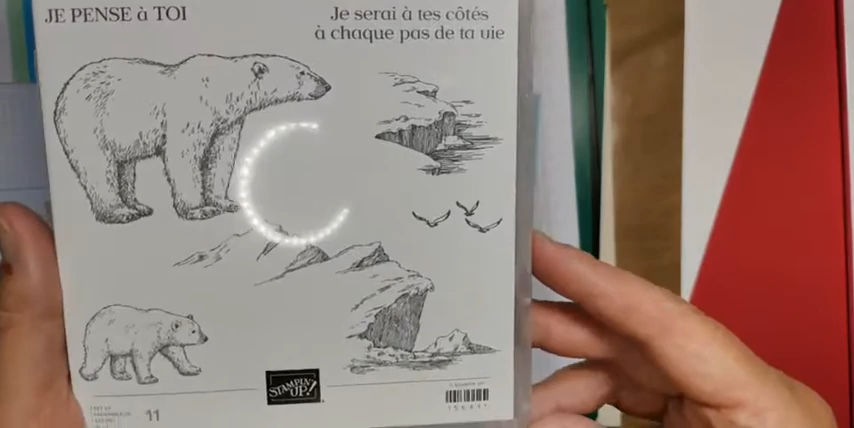 JE PENSE à TOI
Je serai à tes côtés
à chaque pas de ta vie
STAMPIN' UP!
11